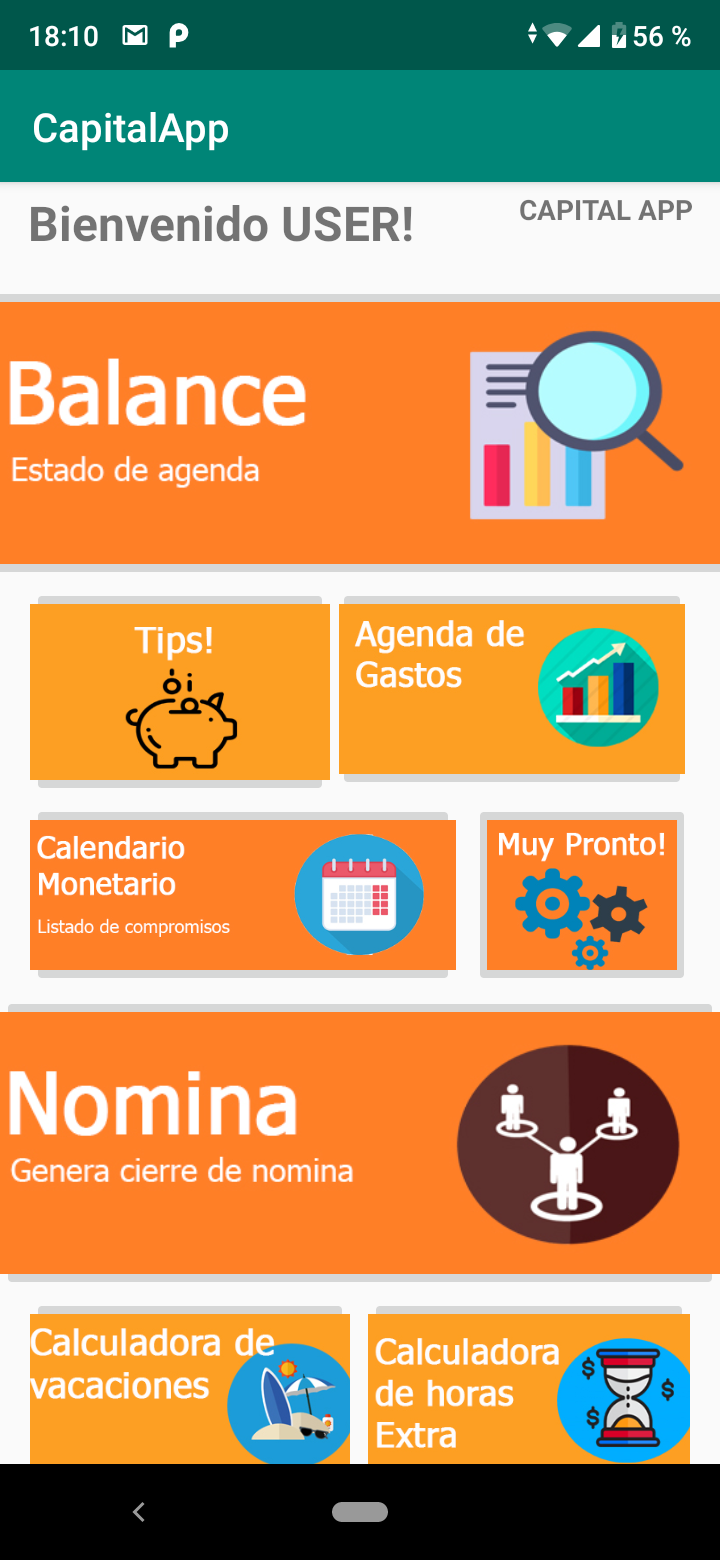 18:10
56 %
CapitalApp
Bienvenido USER!
CAPITAL APP
Balance
Estado de agenda
Tips!
Agenda de
Gastos
Calendario
Monetario
Listado de compromisos
Muy Pronto!
Nomina
Genera cierre de nomina
Calculadora de
vacaciones
Calculadora
de horas
Extra
$
$
$